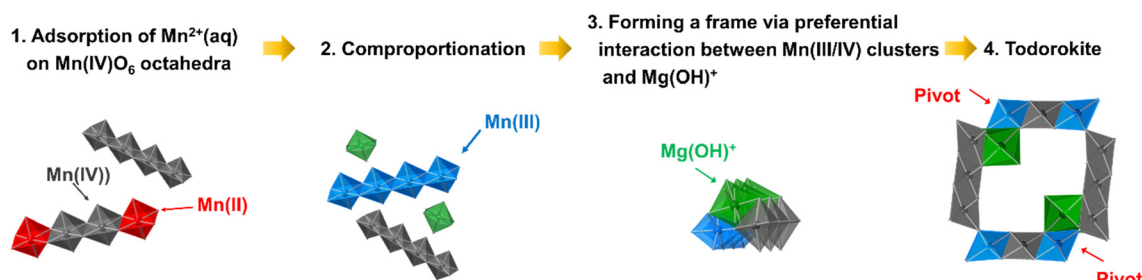 1. Adsorption of Mn²⁺(aq)
on Mn(IV)O₆ octahedra
2. Comproportionation
3. Forming a frame via preferential
interaction between Mn(III/IV) clusters
and Mg(OH)⁺
4. Todorokite
Mn(IV))
Mn(II)
Mn(III)
Mg(OH)⁺
Pivot
Pivot